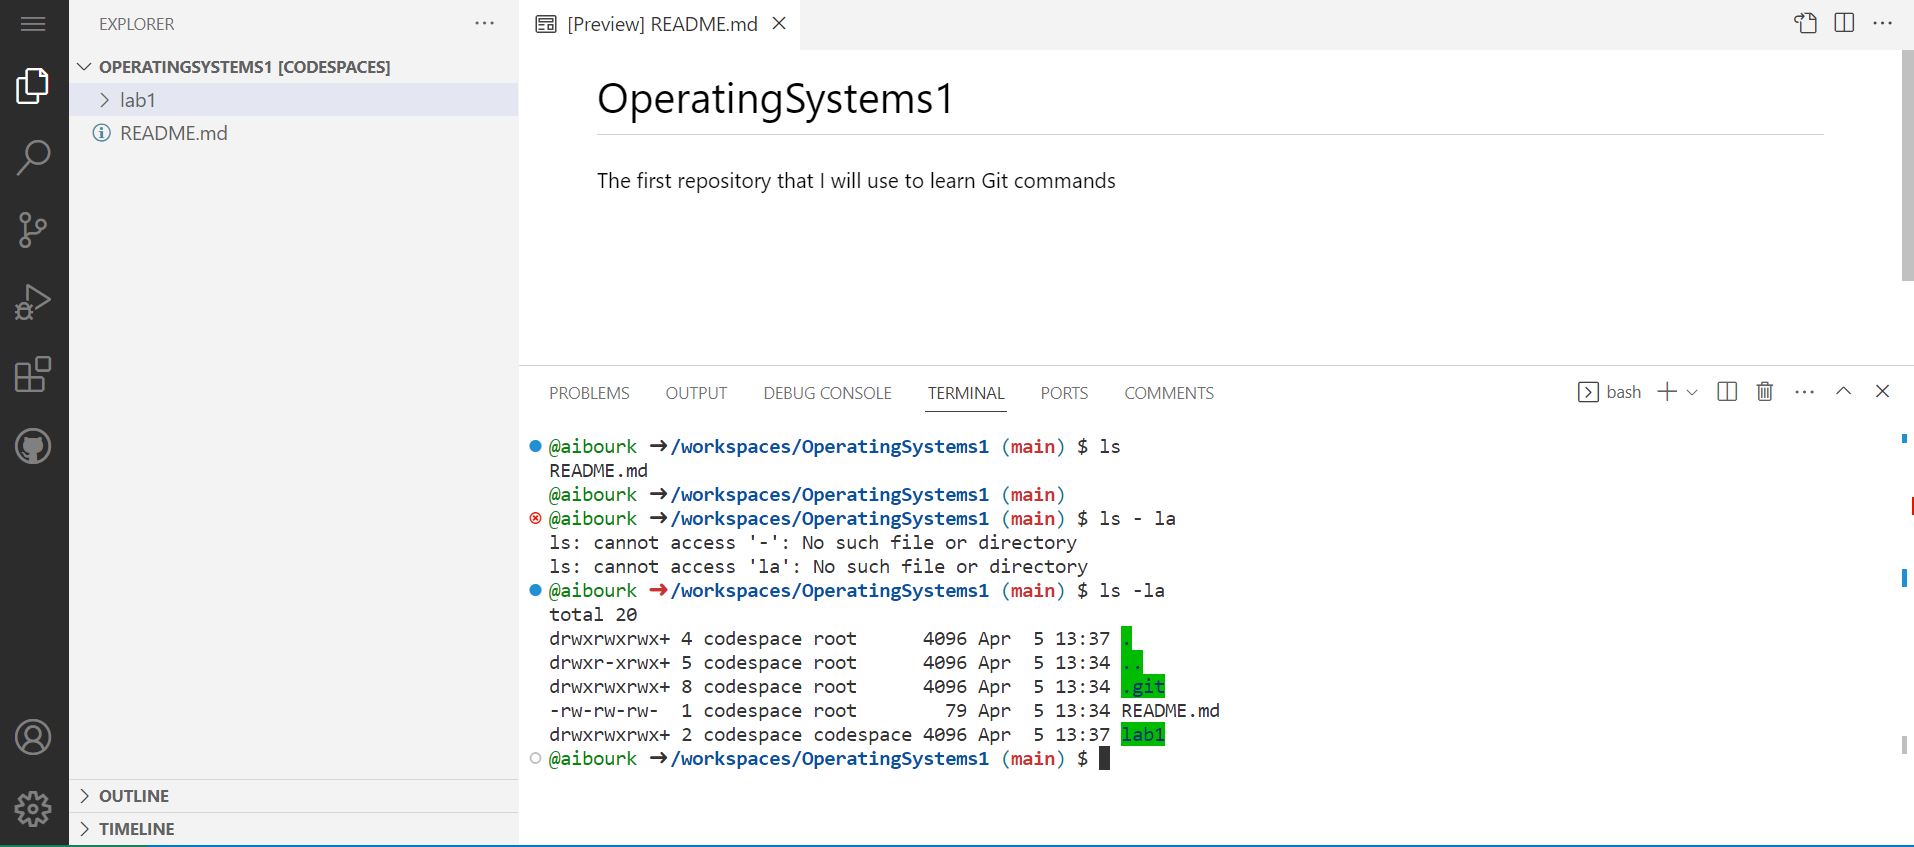 EXPLORER
OPERATINGSYSTEMS1 [CODESPACES]
lab1
README.md
OUTLINE
TIMELINE
[Preview] README.md
OperatingSystems1
The first repository that I will use to learn Git commands
PROBLEMS OUTPUT DEBUG CONSOLE TERMINAL PORTS COMMENTS
bash
@aibourk ➜/workspaces/OperatingSystems1 (main) $ ls
README.md
@aibourk ➜/workspaces/OperatingSystems1 (main)
@aibourk ➜/workspaces/OperatingSystems1 (main) $ ls - la
ls: cannot access '-': No such file or directory
ls: cannot access 'la': No such file or directory
@aibourk ➜/workspaces/OperatingSystems1 (main) $ ls -la
total 20
drwxrwxrwx+ 4 codespace root      4096 Apr  5 13:37 .
drwxr-xrwx+ 5 codespace root      4096 Apr  5 13:34 ..
drwxrwxrwx+ 8 codespace root      4096 Apr  5 13:34 .git
-rw-rw-rw-  1 codespace root        79 Apr  5 13:34 README.md
drwxrwxrwx+ 2 codespace codespace 4096 Apr  5 13:37 lab1
@aibourk ➜/workspaces/OperatingSystems1 (main) $